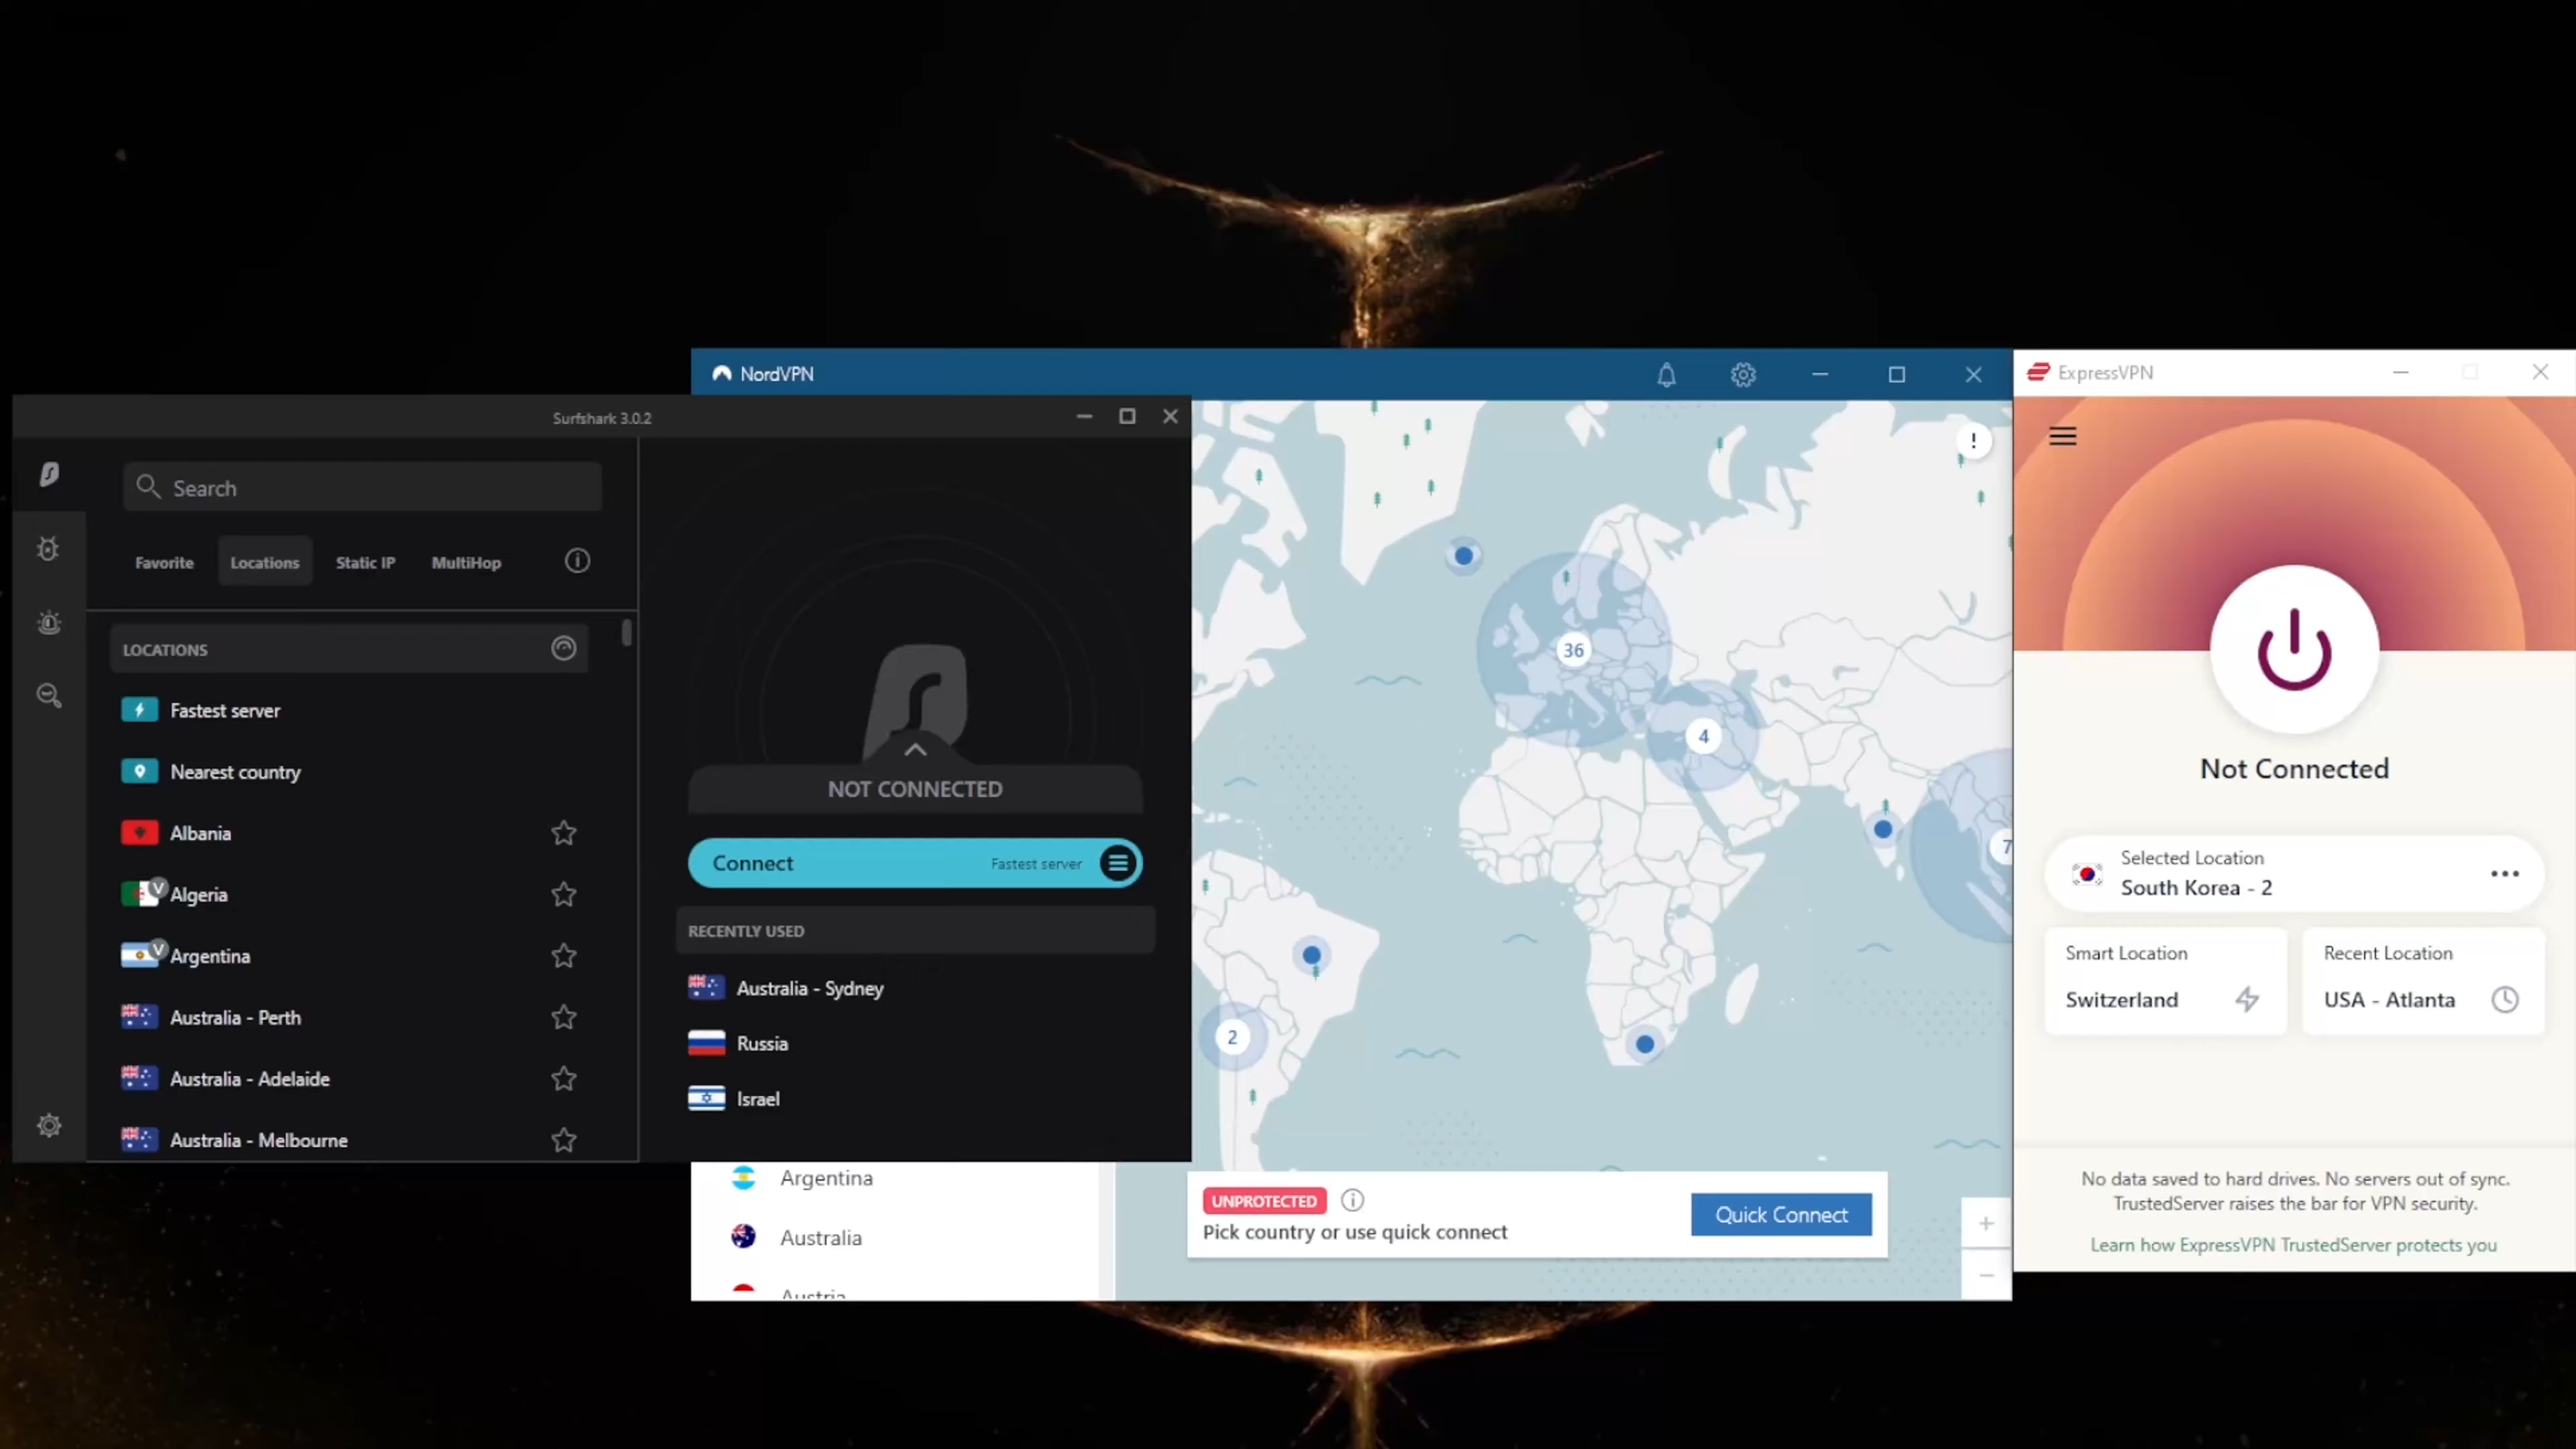 NordVPN
ExpressVPN
Surfshark 3.0.2
Search
Favorite
Locations
Static IP
MultiHop
LOCATIONS
Fastest server
Nearest country
Albania
V
Algeria
V
Argentina
Australia - Perth
Australia - Adelaide
Australia - Melbourne
NOT CONNECTED
Connect
Fastest server
RECENTLY USED
Australia - Sydney
Russia
Israel
!
36
4
7
2
Argentina
Australia
Austria
UNPROTECTED
Pick country or use quick connect
Quick Connect
Not Connected
Selected Location
South Korea - 2
Smart Location
Switzerland
Recent Location
USA - Atlanta
No data saved to hard drives. No servers out of sync.
TrustedServer raises the bar for VPN security.
Learn how ExpressVPN TrustedServer protects you